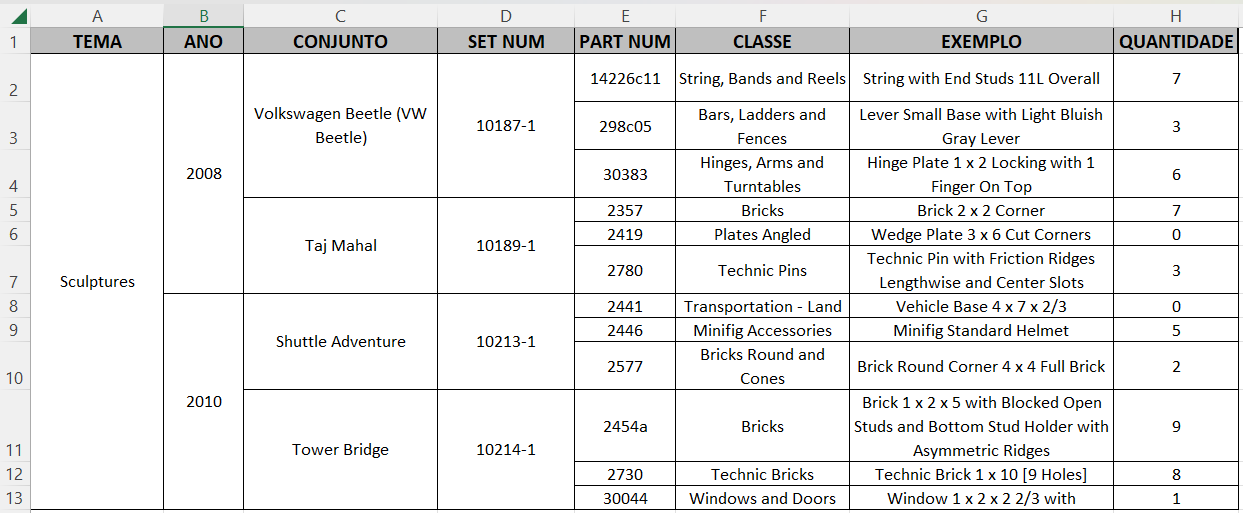 A B C D E F G H
1 TEMA ANO CONJUNTO SET NUM PART NUM CLASSE EXEMPLO QUANTIDADE
2 14226c11 String, Bands and Reels String with End Studs 11L Overall 7
Volkswagen Beetle (VW
Beetle) 10187-1
3 298c05 Bars, Ladders and
Fences Lever Small Base with Light Bluish
Gray Lever 3
2008
4 30383 Hinges, Arms and
Turntables Hinge Plate 1 x 2 Locking with 1
Finger On Top 6
5 2357 Bricks Brick 2 x 2 Corner 7
6 2419 Plates Angled Wedge Plate 3 x 6 Cut Corners 0
Taj Mahal 10189-1
7 2780 Technic Pins Technic Pin with Friction Ridges
Lengthwise and Center Slots 3
Sculptures
8 2441 Transportation - Land Vehicle Base 4 x 7 x 2/3 0
9 2446 Minifig Accessories Minifig Standard Helmet 5
Shuttle Adventure 10213-1
10 2577 Bricks Round and
Cones Brick Round Corner 4 x 4 Full Brick 2
2010
11 2454a Bricks Brick 1 x 2 x 5 with Blocked Open
Studs and Bottom Stud Holder with
Asymmetric Ridges 9
Tower Bridge 10214-1
12 2730 Technic Bricks Technic Brick 1 x 10 [9 Holes] 8
13 30044 Windows and Doors Window 1 x 2 x 2 2/3 with 1